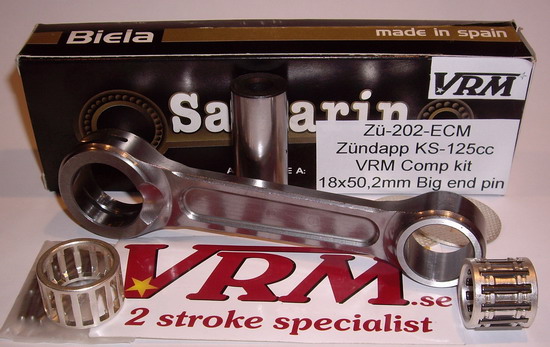 Biela
made in spain
VRM
Zü-202-ECM
Zündapp KS-125cc
VRM Comp kit
18x50,2mm Big end pin
VRM.se
2 stroke specialist